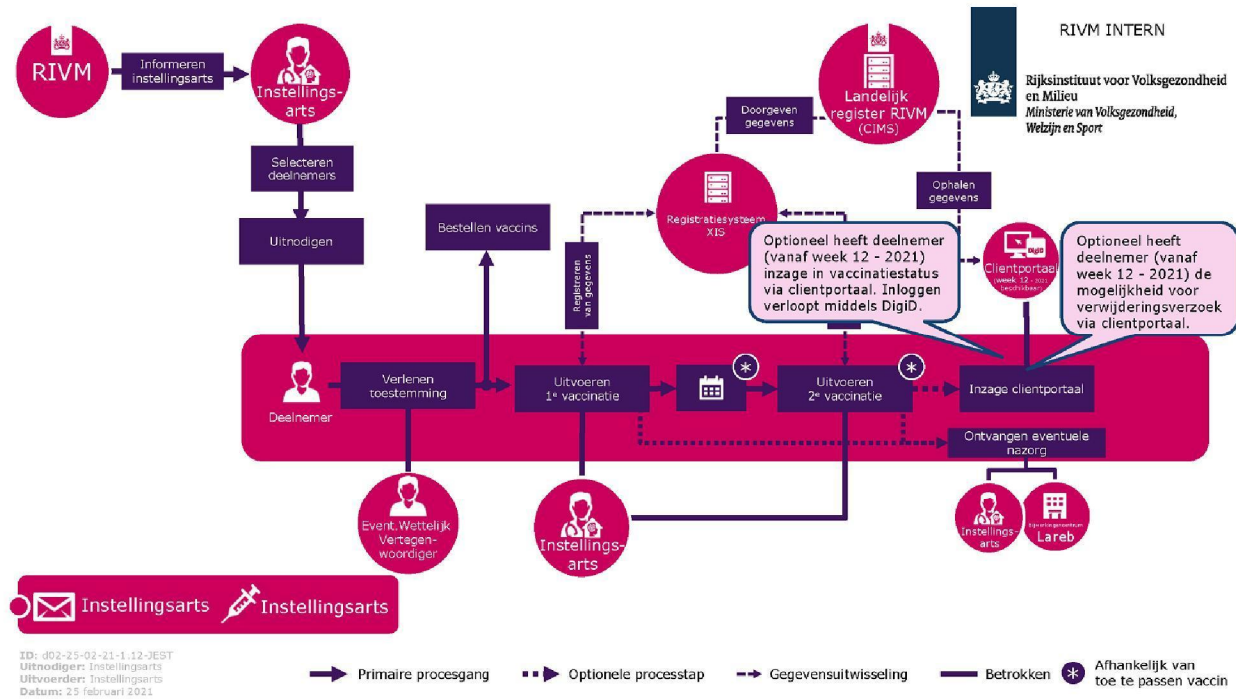 RIVM
Informeren
instellingsarts
Instellings-
arts
Landelijk
register RIVM
(CIMS)
RIVM INTERN
Rijksinstituut voor Volksgezondheid
en Milieu
Ministerie van Volksgezondheid,
Welzijn en Sport
Doorgeven
gegevens
Selecteren
deelnemers
Ophalen
gegevens
Registratiesysteem
XIS
Uitnodigen
Bestellen vaccins
Registreren
van gegevens
Optioneel heeft deelnemer
(vanaf week 12 - 2021)
inzage in vaccinatiestatus
via clientportaal. Inloggen
verloopt middels DigiD.
DigiD
Clientportaal
(week 12 - 2021
beschikbaar)
Optioneel heeft
deelnemer (vanaf
week 12 - 2021) de
mogelijkheid voor
verwijderingsverzoek
via clientportaal.
Deelnemer
Verlenen
toestemming
Uitvoeren
1e vaccinatie
*
Uitvoeren
2e vaccinatie
*
Inzage clientportaal
Ontvangen eventuele
nazorg
Event.Wettelijk
Vertegen-
woordiger
Instellings-
arts
Instellings-
arts
Bijwerkingencentrum
Lareb
Instellingsarts
Instellingsarts
ID: d02-25-02-21-1.12-JEST
Uitnodiger: Instellingsarts
Uitvoerder: Instellingsarts
Datum: 25 februari 2021
Primaire procesgang
Optionele processtap
Gegevensuitwisseling
Betrokken
* Afhankelijk van
toe te passen vaccin